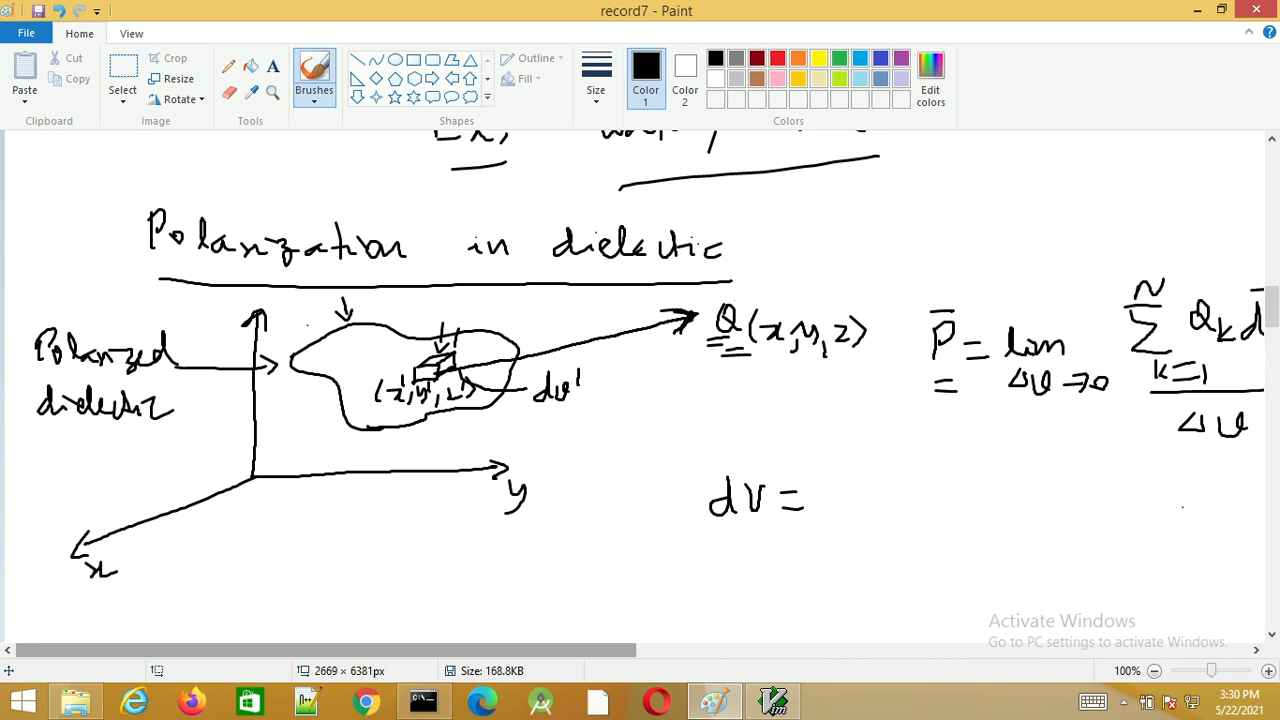 record7 - Paint
File Home View
Paste Cut Copy Select Crop Resize Rotate Brushes Outline Fill Size Color 1 Color 2 Edit colors
Clipboard Image Tools Shapes Colors
Polarization in dielectic
Polarized dielectic
(x',y',z') dv'
Q(x,y,z)
P̅ = lim Δv→0 N Σ k=1 Q_k d̅ Δv
y
x
dV =
Activate Windows
Go to PC settings to activate Windows.
2669 × 6381px Size: 168.8KB 100%
3:30 PM
5/22/2021